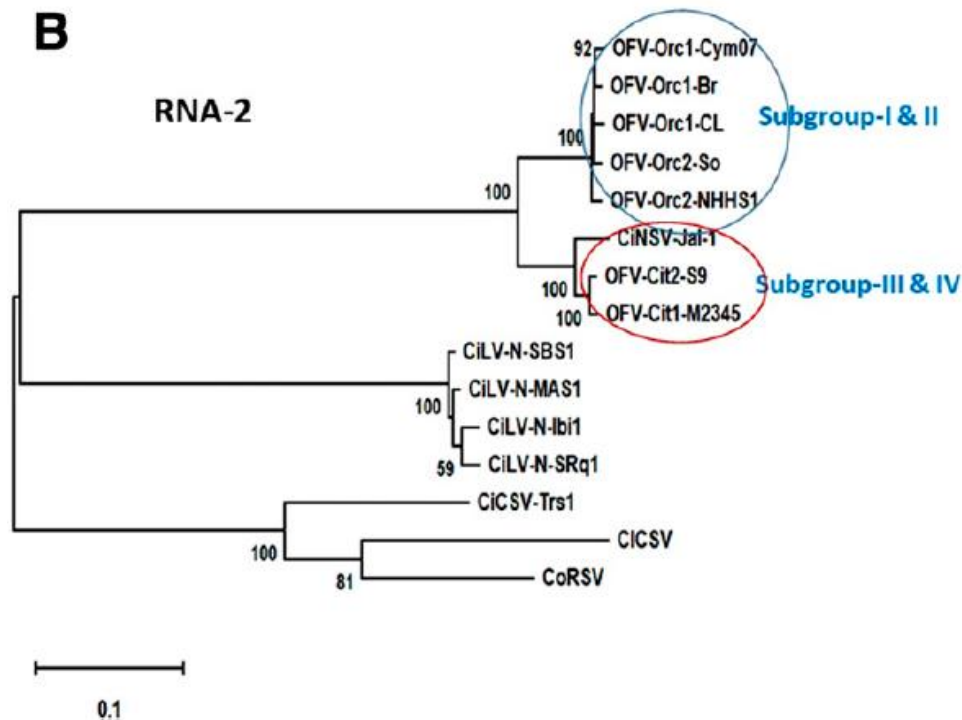 B
RNA-2
92 OFV-Orc1-Cym07
OFV-Orc1-Br
OFV-Orc1-CL
Subgroup-I & II
100
OFV-Orc2-So
100
OFV-Orc2-NHHS1
CiNSV-Jal-1
OFV-Cit2-S9
Subgroup-III & IV
100
OFV-Cit1-M2345
100
CiLV-N-SBS1
CiLV-N-MAS1
100
CiLV-N-Ibi1
CiLV-N-SRq1
59
CiCSV-Trs1
ClCSV
100
CoRSV
81
0.1